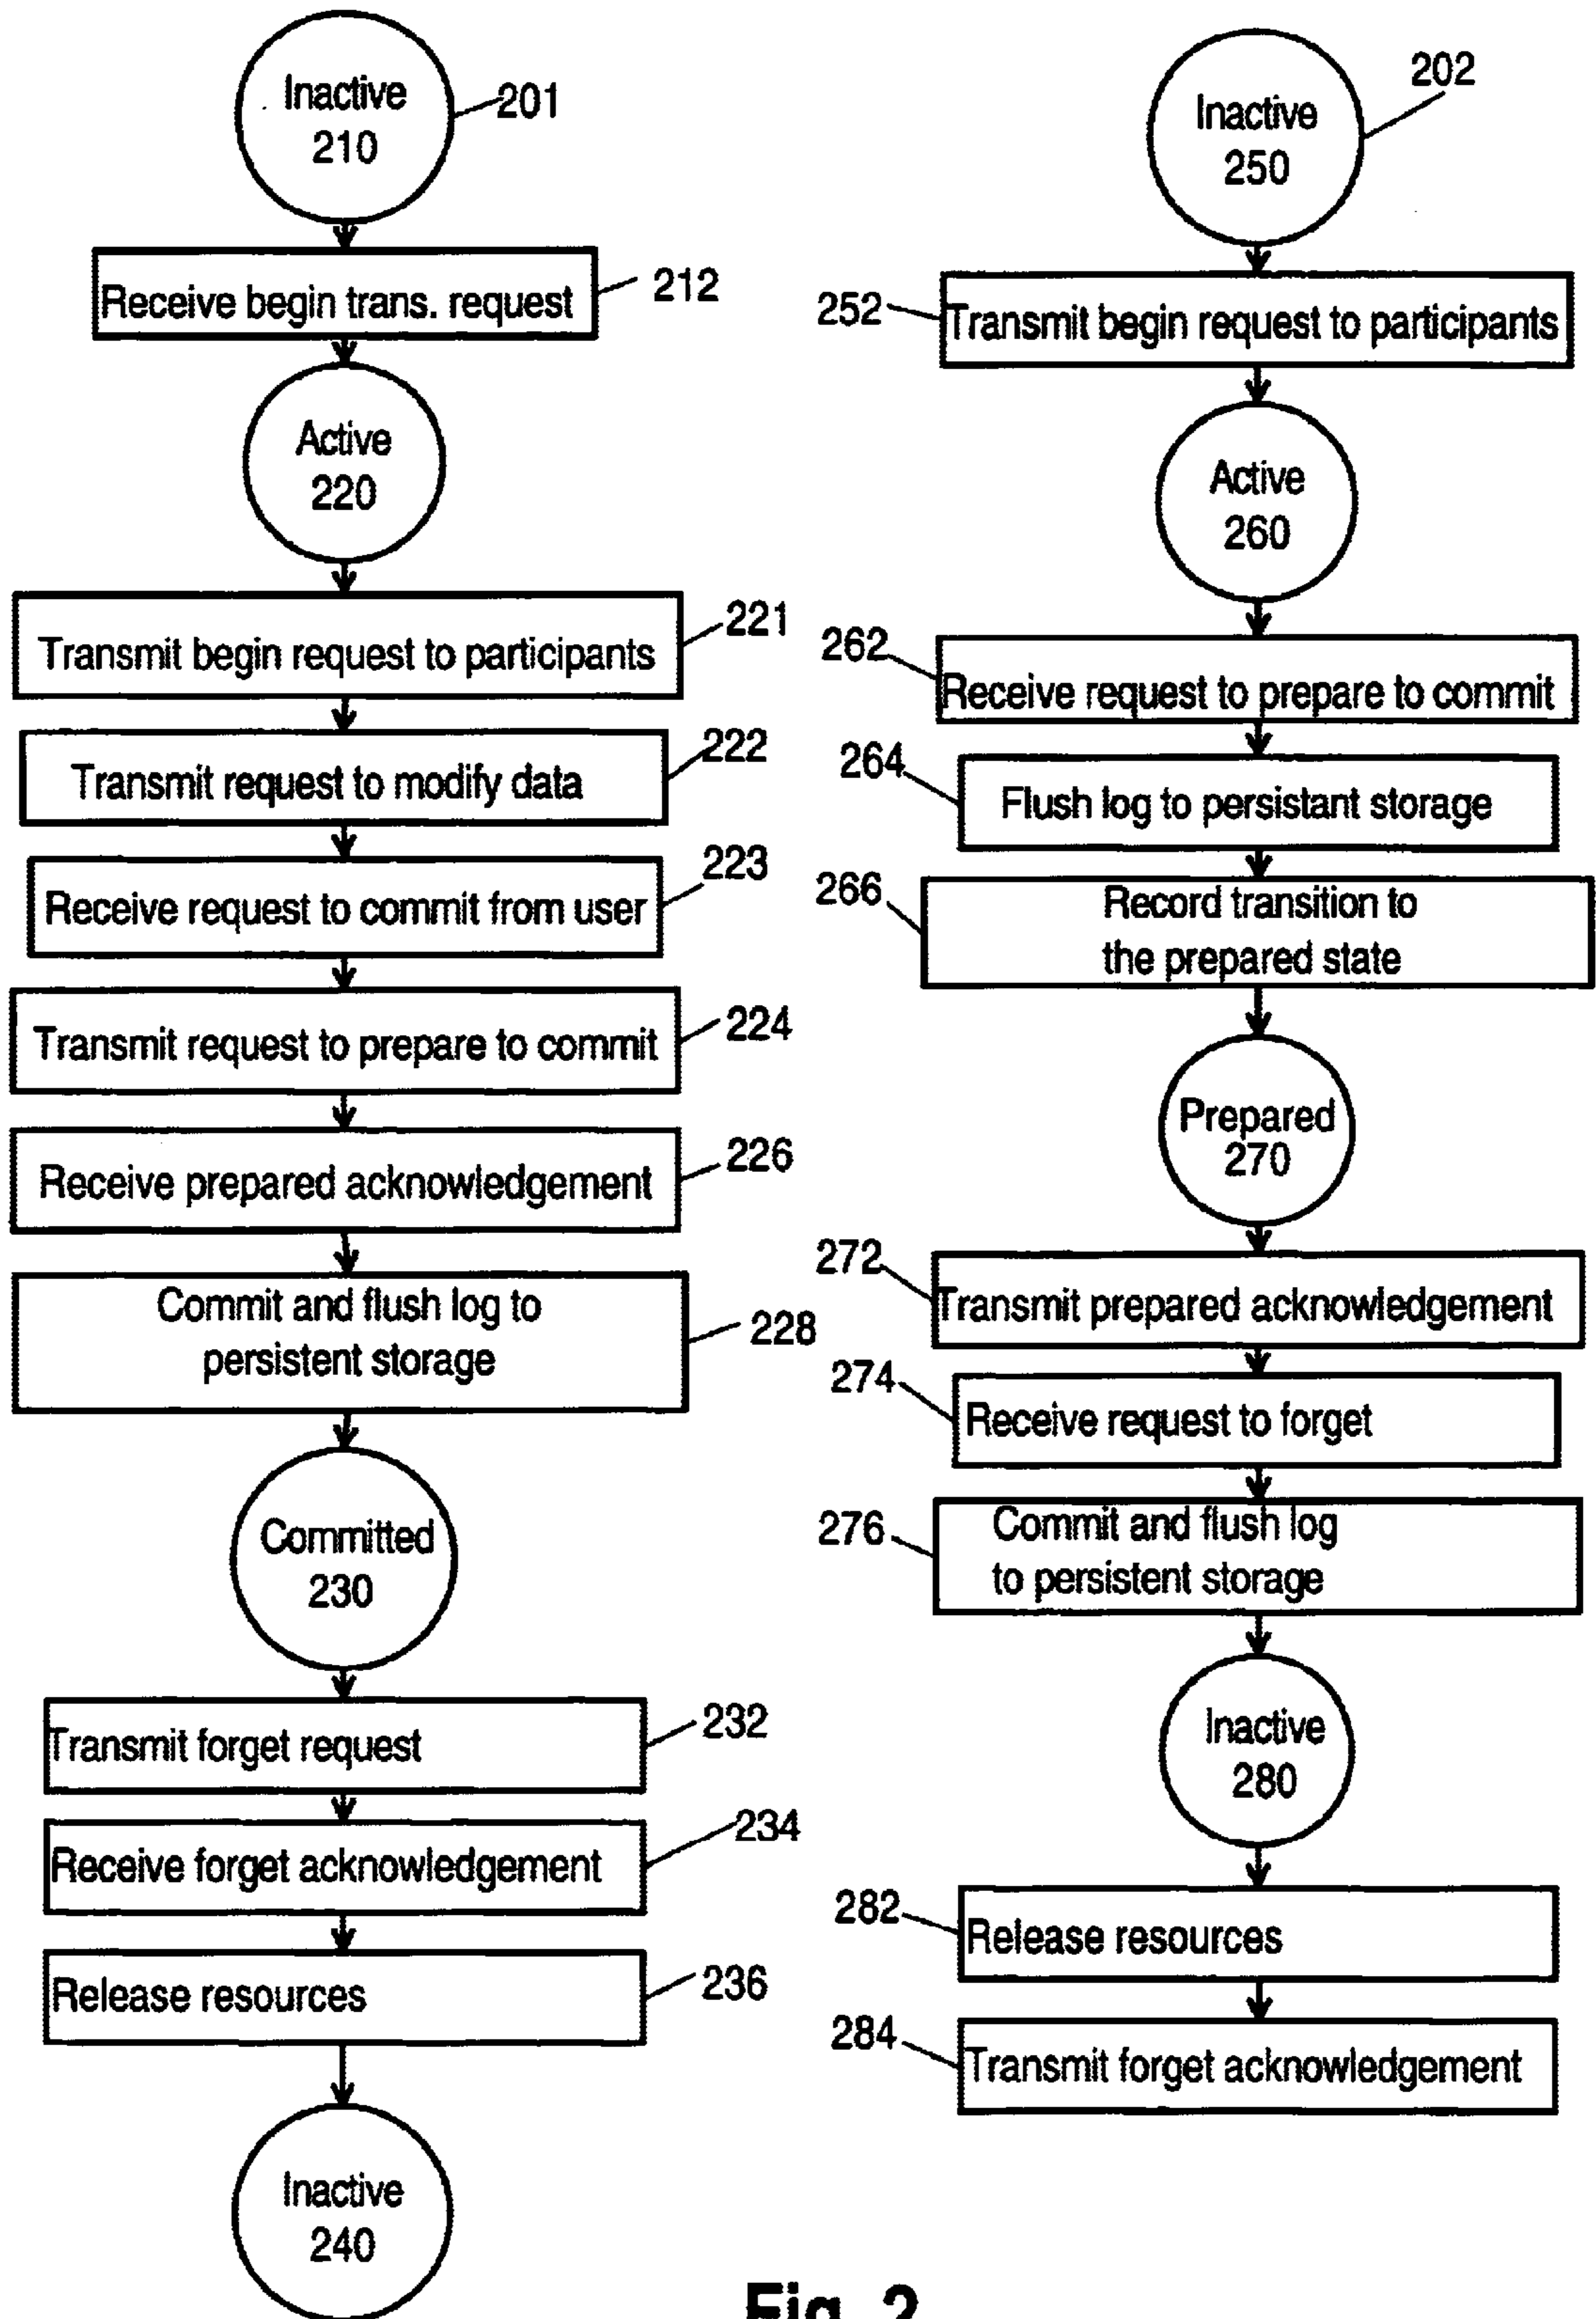 Inactive
210
201
Receive begin trans. request
212
Active
220
Transmit begin request to participants
221
Transmit request to modify data
222
Receive request to commit from user
223
Transmit request to prepare to commit
224
Receive prepared acknowledgement
226
Commit and flush log to
persistent storage
228
Committed
230
Transmit forget request
232
Receive forget acknowledgement
234
Release resources
236
Inactive
240
Inactive
250
202
252
Transmit begin request to participants
Active
260
262
Receive request to prepare to commit
264
Flush log to persistant storage
266
Record transition to
the prepared state
Prepared
270
272
Transmit prepared acknowledgement
274
Receive request to forget
276
Commit and flush log
to persistent storage
Inactive
280
282
Release resources
284
Transmit forget acknowledgement
Fig. 2